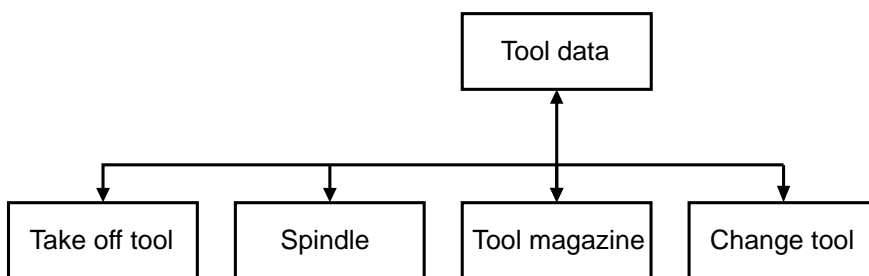 Tool data
Take off tool
Spindle
Tool magazine
Change tool